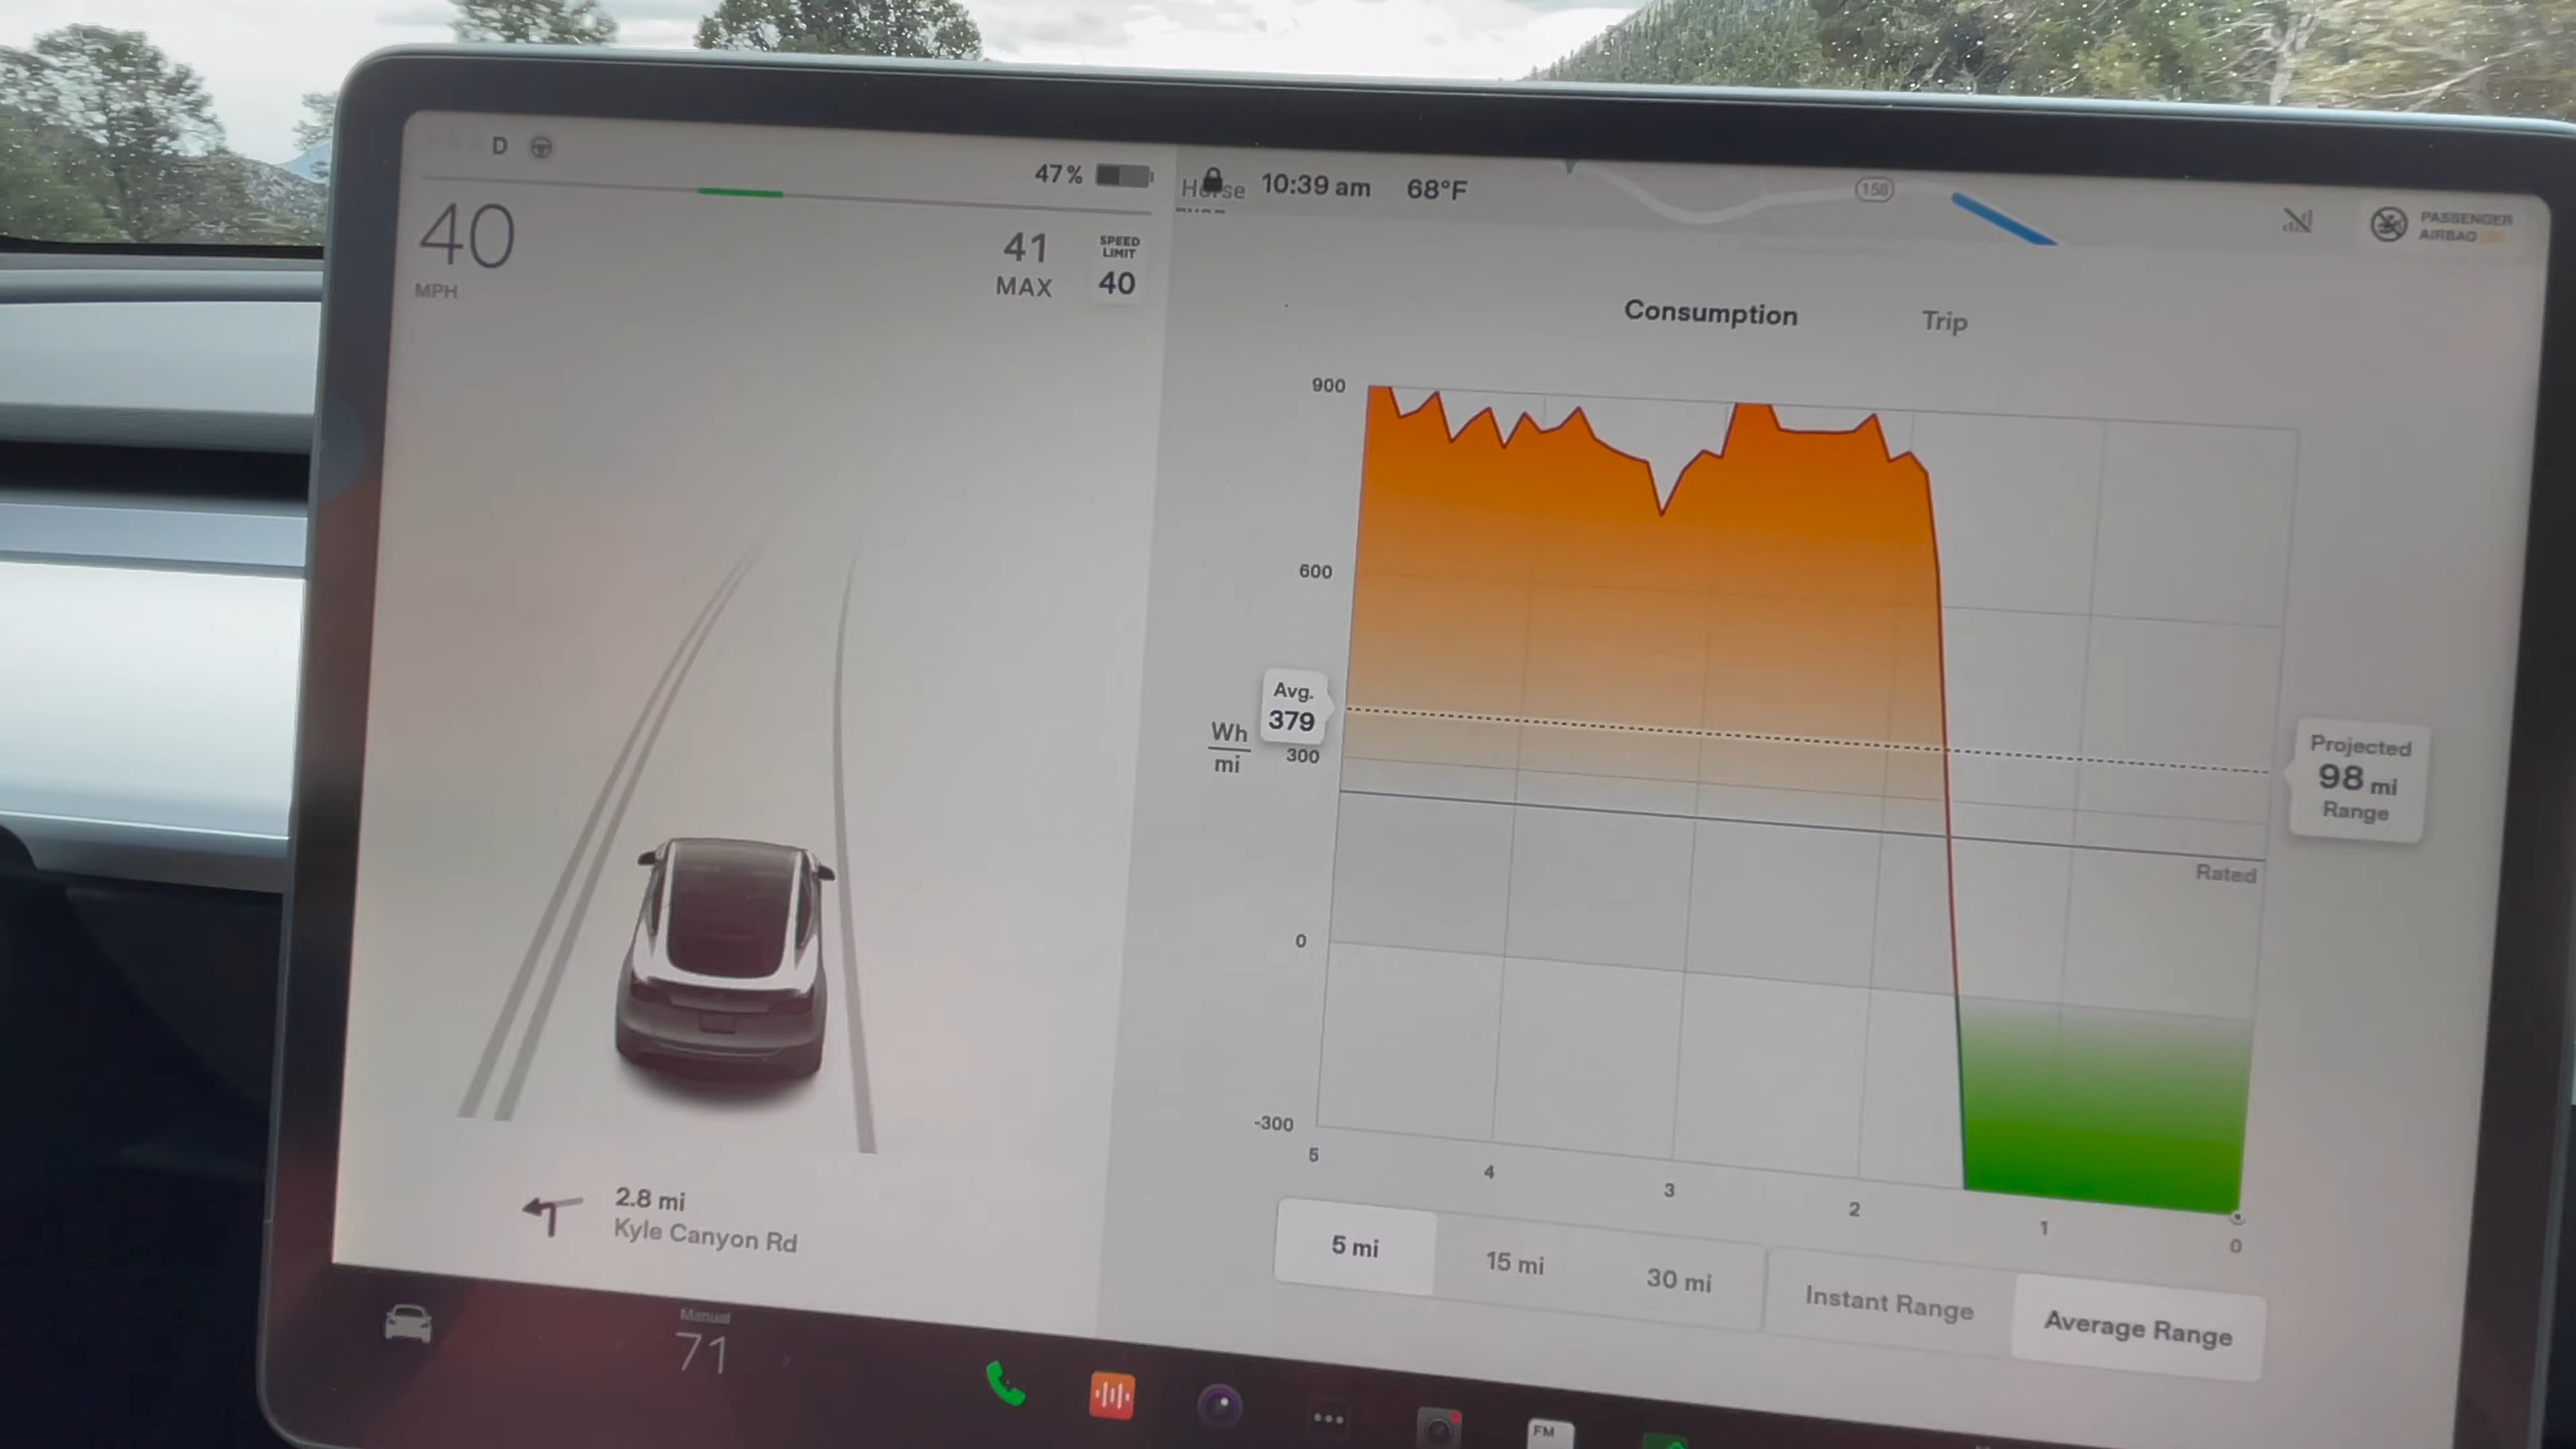 D
47%
40
MPH
41
MAX
SPEED
LIMIT
40
Horse
10:39 am
68°F
158
PASSENGER
AIRBAG
Consumption
Trip
900
600
300
0
-300
Avg.
379
Wh
mi
Projected
98 mi
Range
Rated
5
4
3
2
1
0
2.8 mi
Kyle Canyon Rd
5 mi
15 mi
30 mi
Instant Range
Average Range
Manual
71
FM